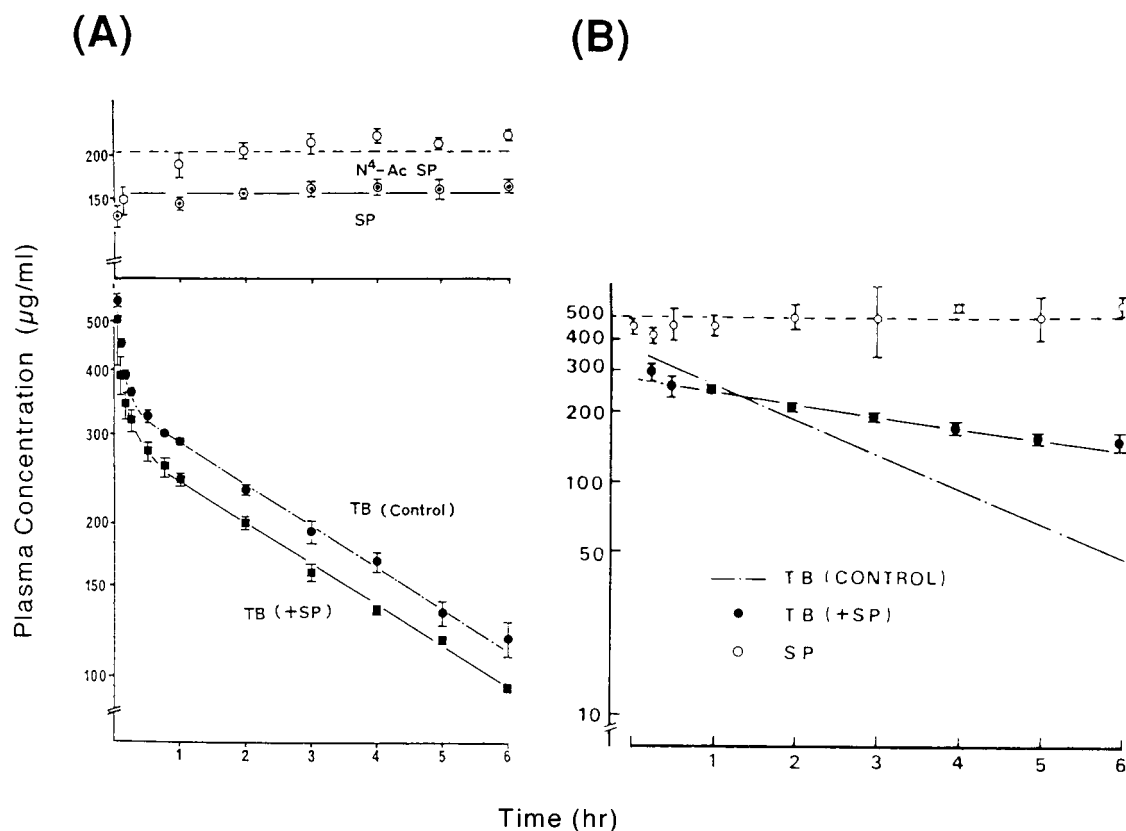 (A)
(B)
Plasma Concentration (μg/ml)
200
150
N⁴-Ac SP
SP
500
400
300
200
150
100
TB (Control)
TB (+SP)
1 2 3 4 5 6
500
400
300
200
100
50
10
TB (CONTROL)
TB (+SP)
SP
1 2 3 4 5 6
Time (hr)